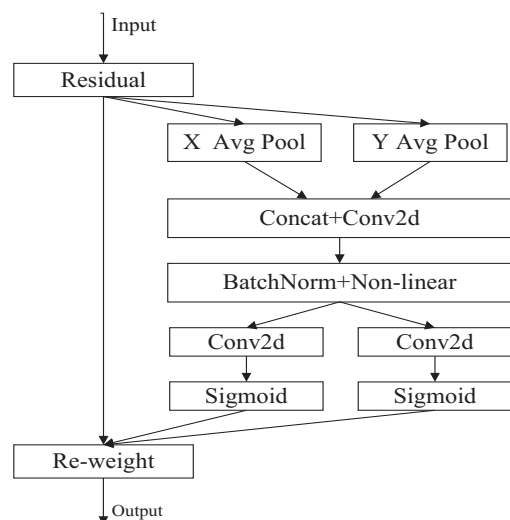 Input
Residual
X Avg Pool
Y Avg Pool
Concat+Conv2d
BatchNorm+Non-linear
Conv2d
Conv2d
Sigmoid
Sigmoid
Re-weight
Output